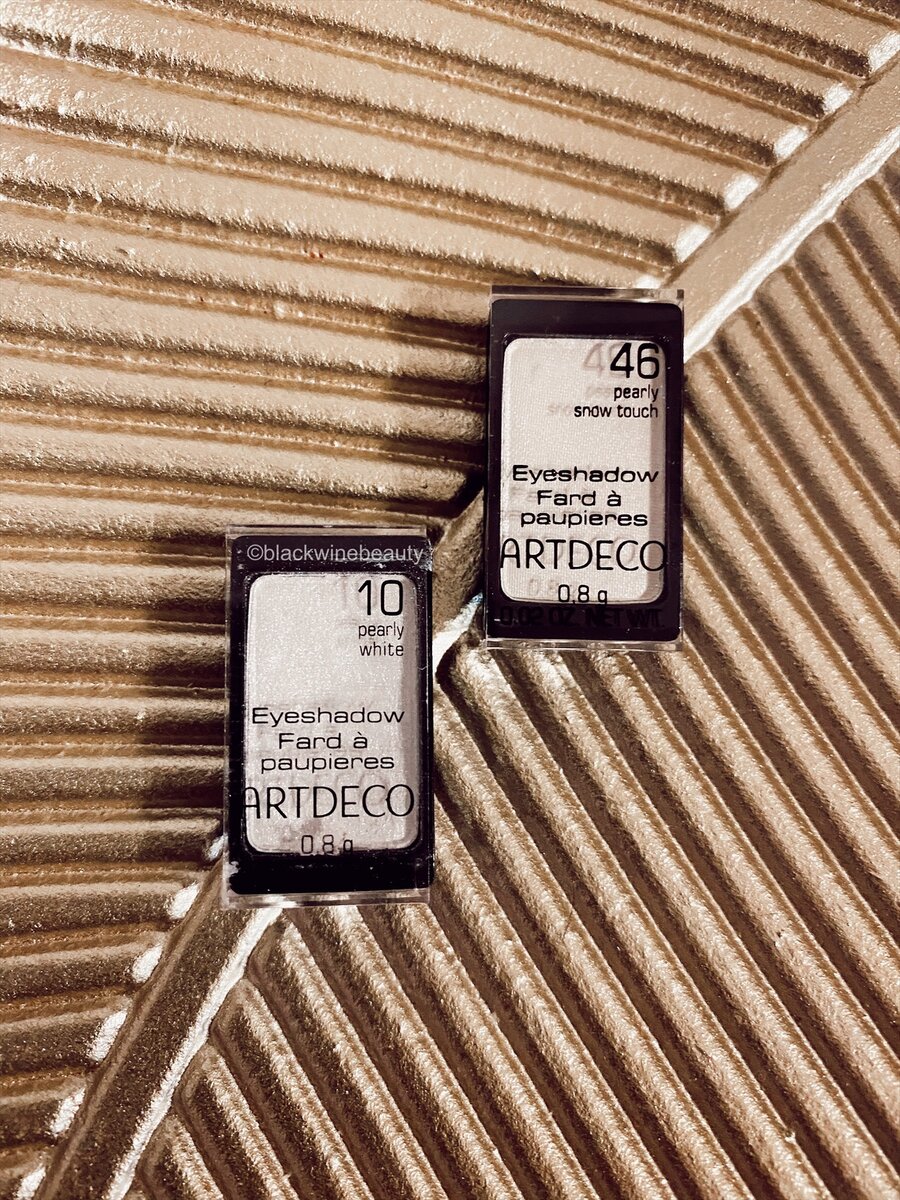 46
pearly
snow touch
Eyeshadow
Fard à
paupieres
ARTDECO
0,8 g
0.02 OZ. NET WT.
©blackwinebeauty
10
pearly
white
Eyeshadow
Fard à
paupieres
ARTDECO
0,8 g